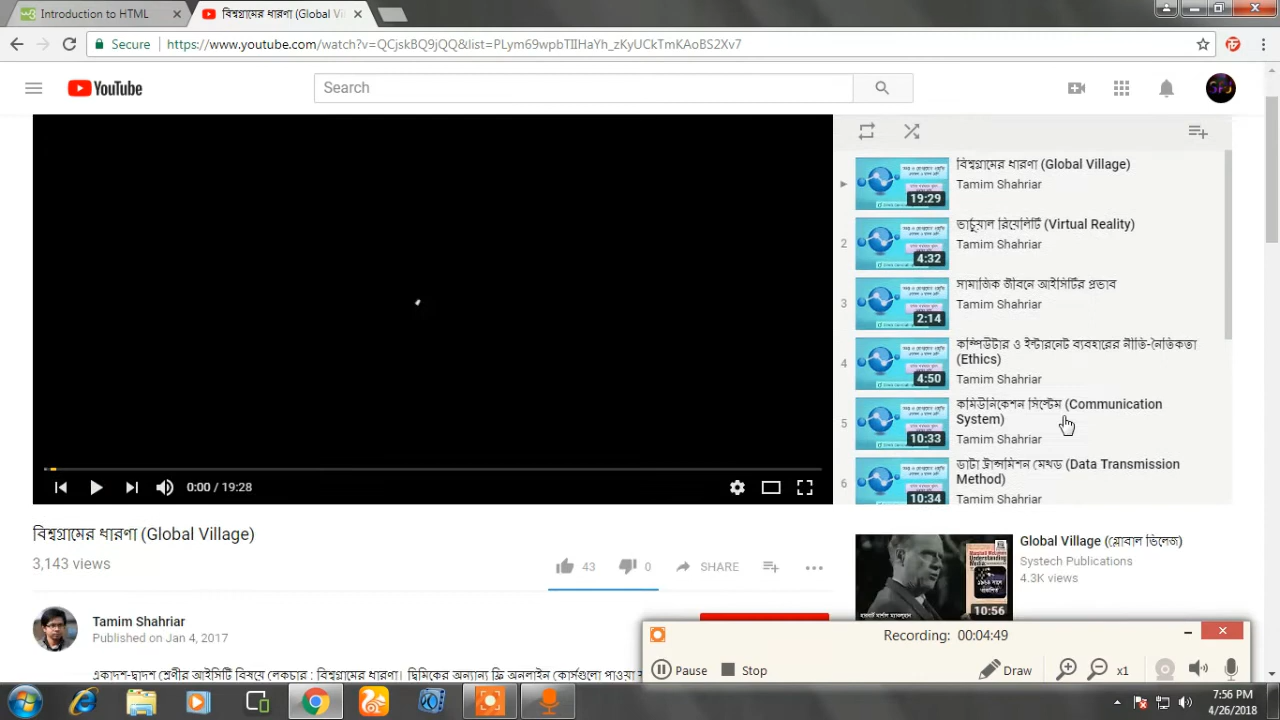 Introduction to HTML
বিশ্বগ্রামের ধারণা (Global Vi
Secure
https://www.youtube.com/watch?v=QCjskBQ9jQQ&list=PLym69wpbTIIHaYh_zKyUCkTmKAoBS2Xv7
YouTube
Search
বিশ্বগ্রামের ধারণা (Global Village)
Tamim Shahriar
19:29
2
ভার্চুয়াল রিয়েলিটি (Virtual Reality)
Tamim Shahriar
4:32
3
সামাজিক জীবনে আইসিটির প্রভাব
Tamim Shahriar
2:14
4
কম্পিউটার ও ইন্টারনেট ব্যবহারের নীতি-নৈতিকতা
(Ethics)
Tamim Shahriar
4:50
5
কমিউনিকেশন সিস্টেম (Communication
System)
Tamim Shahriar
10:33
6
ডাটা ট্রান্সমিশন মেথড (Data Transmission
Method)
Tamim Shahriar
10:34
0:00 / 19:28
বিশ্বগ্রামের ধারণা (Global Village)
3,143 views
43
0
SHARE
Tamim Shahriar
Published on Jan 4, 2017
একাদশ-দ্বাদশ শ্রেণীর আইসিটি বিষয়ে লেকচার : বিশ্বগ্রামের ধারণা। দ্বিমিকের অন্যান্য ফ্রি অনলাইন কোর্সগুলো পাওয়া
Global Village (গ্লোবাল ভিলেজ)
Systech Publications
4.3K views
10:56
Recording: 00:04:49
Pause
Stop
Draw
x1
7:56 PM
4/26/2018